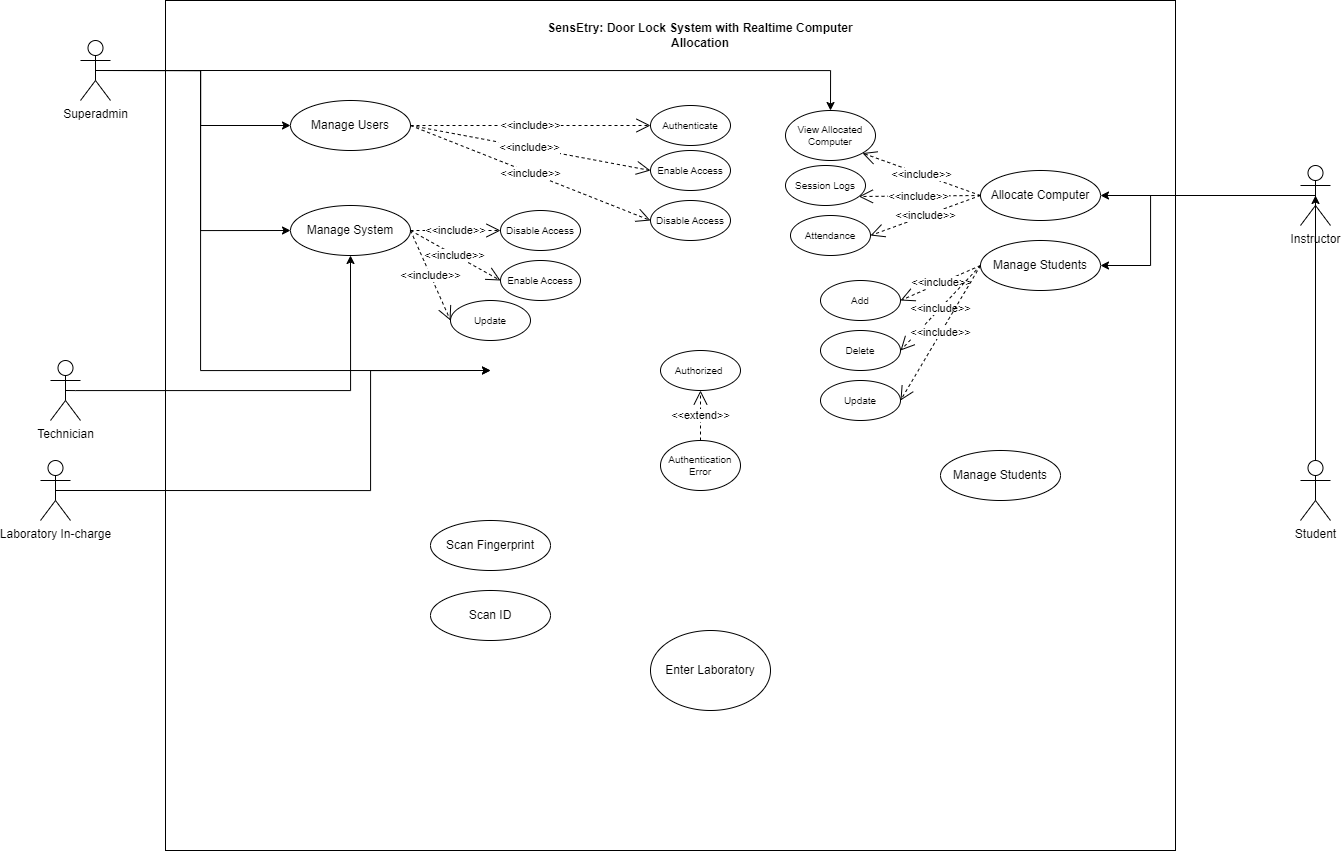 SensEtry: Door Lock System with Realtime Computer
Allocation
Superadmin
Manage Users
<<include>>
<<include>>
<<include>>
Authenticate
Enable Access
Disable Access
View Allocated
Computer
Session Logs
Attendance
<<include>>
<<include>>
<<include>>
Allocate Computer
Instructor
Manage System
<<include>>
<<include>>
<<include>>
Disable Access
Enable Access
Update
Manage Students
<<include>>
<<include>>
<<include>>
Add
Delete
Update
Authorized
<<extend>>
Authentication
Error
Technician
Laboratory In-charge
Manage Students
Student
Scan Fingerprint
Scan ID
Enter Laboratory